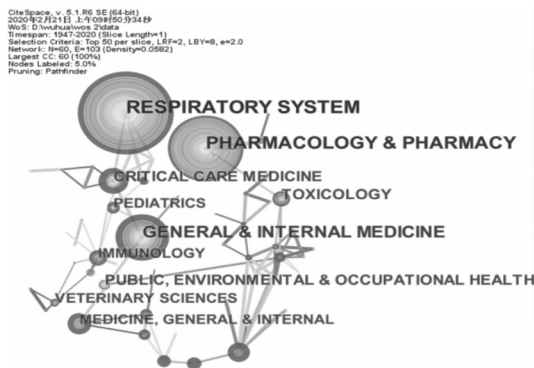 CiteSpace, v. 5.1.R6 SE (64-bit)
2020年2月21日 上午09时50分34秒
WoS: D:\wuhua\wos 2\data
Timespan: 1947-2020 (Slice Length=1)
Selection Criteria: Top 50 per slice, LRF=2, LBY=8, e=2.0
Network: N=60, E=103 (Density=0.0582)
Largest CC: 60 (100%)
Nodes Labeled: 5.0%
Pruning: Pathfinder
RESPIRATORY SYSTEM
PHARMACOLOGY & PHARMACY
CRITICAL CARE MEDICINE
TOXICOLOGY
PEDIATRICS
GENERAL & INTERNAL MEDICINE
IMMUNOLOGY
PUBLIC, ENVIRONMENTAL & OCCUPATIONAL HEALTH
VETERINARY SCIENCES
MEDICINE, GENERAL & INTERNAL